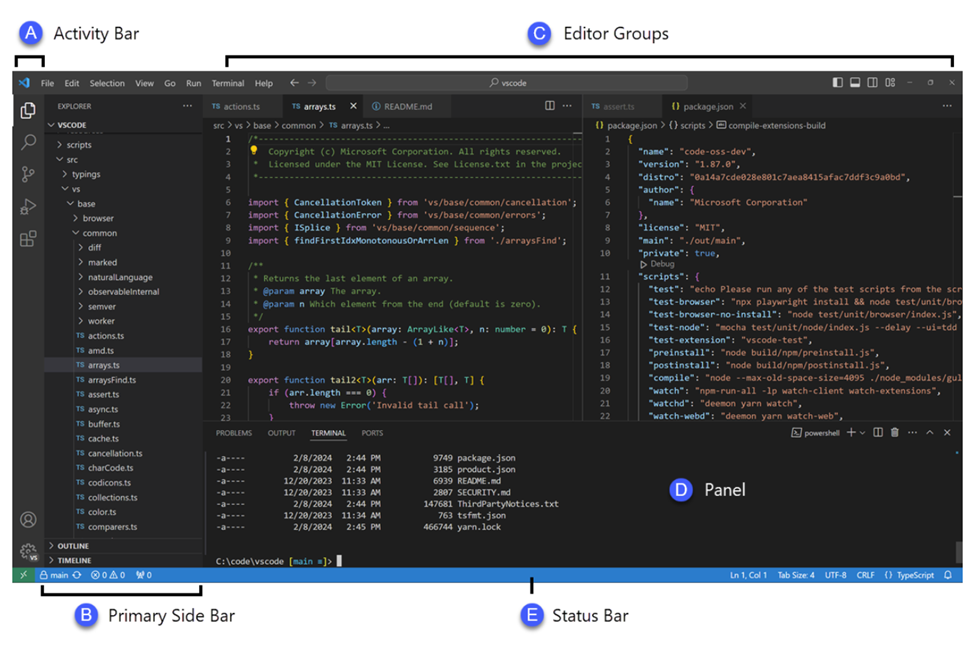 A Activity Bar
C Editor Groups
File Edit Selection View Go Run Terminal Help
vscode
EXPLORER
VSCODE
scripts
src
typings
vs
base
browser
common
diff
marked
naturalLanguage
observableInternal
semver
worker
TS actions.ts
TS amd.ts
TS arrays.ts
TS arraysFind.ts
TS assert.ts
TS async.ts
TS buffer.ts
TS cache.ts
TS cancellation.ts
TS charCode.ts
TS codicons.ts
TS collections.ts
TS color.ts
TS comparers.ts
OUTLINE
TIMELINE
VS
TS actions.ts TS arrays.ts README.md
src > vs > base > common > TS arrays.ts > ...
1 /*---------------------------------------------------------
2 * Copyright (c) Microsoft Corporation. All rights reserved.
3 * Licensed under the MIT License. See License.txt in the projec
4 *---------------------------------------------------------
5
6 import { CancellationToken } from 'vs/base/common/cancellation';
7 import { CancellationError } from 'vs/base/common/errors';
8 import { ISplice } from 'vs/base/common/sequence';
9 import { findFirstIdxMonotonousOrArrLen } from './arraysFind';
10
11 /**
12 * Returns the last element of an array.
13 * @param array The array.
14 * @param n Which element from the end (default is zero).
15 */
16 export function tail<T>(array: ArrayLike<T>, n: number = 0): T {
17 return array[array.length - (1 + n)];
18 }
19
20 export function tail2<T>(arr: T[]): [T[], T] {
21 if (arr.length === 0) {
22 throw new Error('Invalid tail call');
23 }
TS assert.ts {} package.json
{} package.json > {} scripts > compile-extensions-build
1 {
2 "name": "code-oss-dev",
3 "version": "1.87.0",
4 "distro": "0a14a7cde028e801c7aea8415afac7ddf3c9a0bd",
5 "author": {
6 "name": "Microsoft Corporation"
7 },
8 "license": "MIT",
9 "main": "./out/main",
10 "private": true,
Debug
11 "scripts": {
12 "test": "echo Please run any of the test scripts from the scr
13 "test-browser": "npx playwright install && node test/unit/bro
14 "test-browser-no-install": "node test/unit/browser/index.js",
15 "test-node": "mocha test/unit/node/index.js --delay --ui=tdd
16 "test-extension": "vscode-test",
17 "preinstall": "node build/npm/preinstall.js",
18 "postinstall": "node build/npm/postinstall.js",
19 "compile": "node --max-old-space-size=4095 ./node_modules/gul
20 "watch": "npm-run-all -lp watch-client watch-extensions",
21 "watchd": "deemon yarn watch",
22 "watch-webd": "deemon yarn watch-web",
PROBLEMS OUTPUT TERMINAL PORTS powershell
-a---- 2/8/2024 2:44 PM 9749 package.json
-a---- 2/8/2024 2:44 PM 3185 product.json
-a---- 12/20/2023 11:33 AM 6939 README.md
-a---- 12/20/2023 11:33 AM 2807 SECURITY.md
-a---- 2/8/2024 2:44 PM 147681 ThirdPartyNotices.txt
-a---- 12/20/2023 11:34 AM 763 tsfmt.json
-a---- 2/8/2024 2:45 PM 466744 yarn.lock
C:\code\vscode [main ≡]>
D Panel
main 0 0 0 Ln 1, Col 1 Tab Size: 4 UTF-8 CRLF {} TypeScript
B Primary Side Bar
E Status Bar